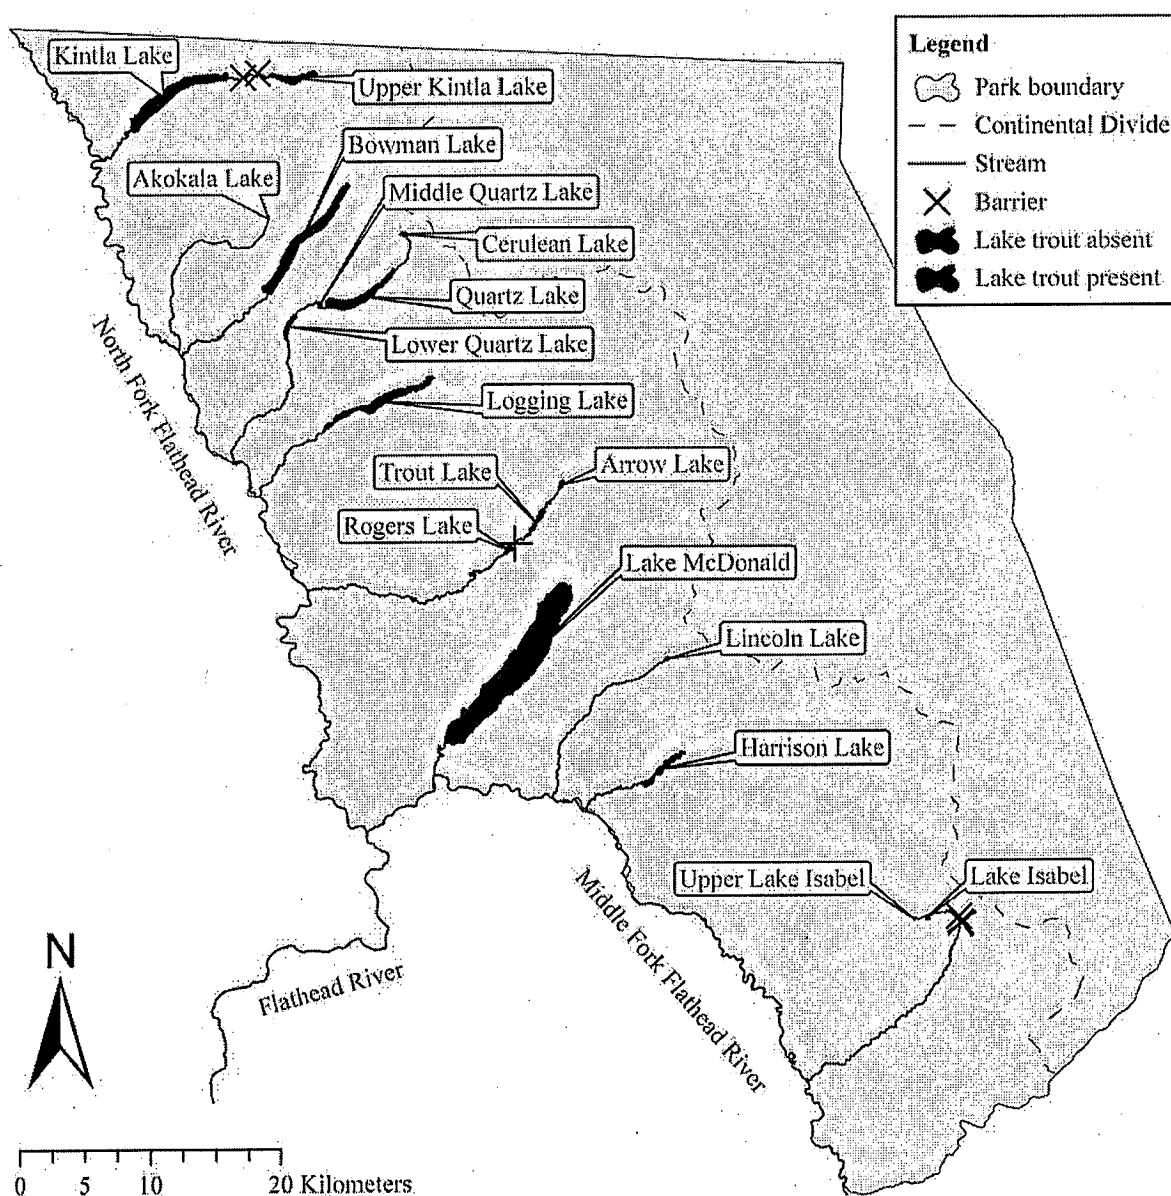 Legend
Park boundary
Continental Divide
Stream
Barrier
Lake trout absent
Lake trout present
Kintla Lake
Upper Kintla Lake
Bowman Lake
Akokala Lake
Middle Quartz Lake
Cerulean Lake
Quartz Lake
Lower Quartz Lake
North Fork Flathead River
Logging Lake
Trout Lake
Arrow Lake
Rogers Lake
Lake McDonald
Lincoln Lake
Harrison Lake
Upper Lake Isabel
Lake Isabel
Middle Fork Flathead River
Flathead River
N
0 5 10 20 Kilometers